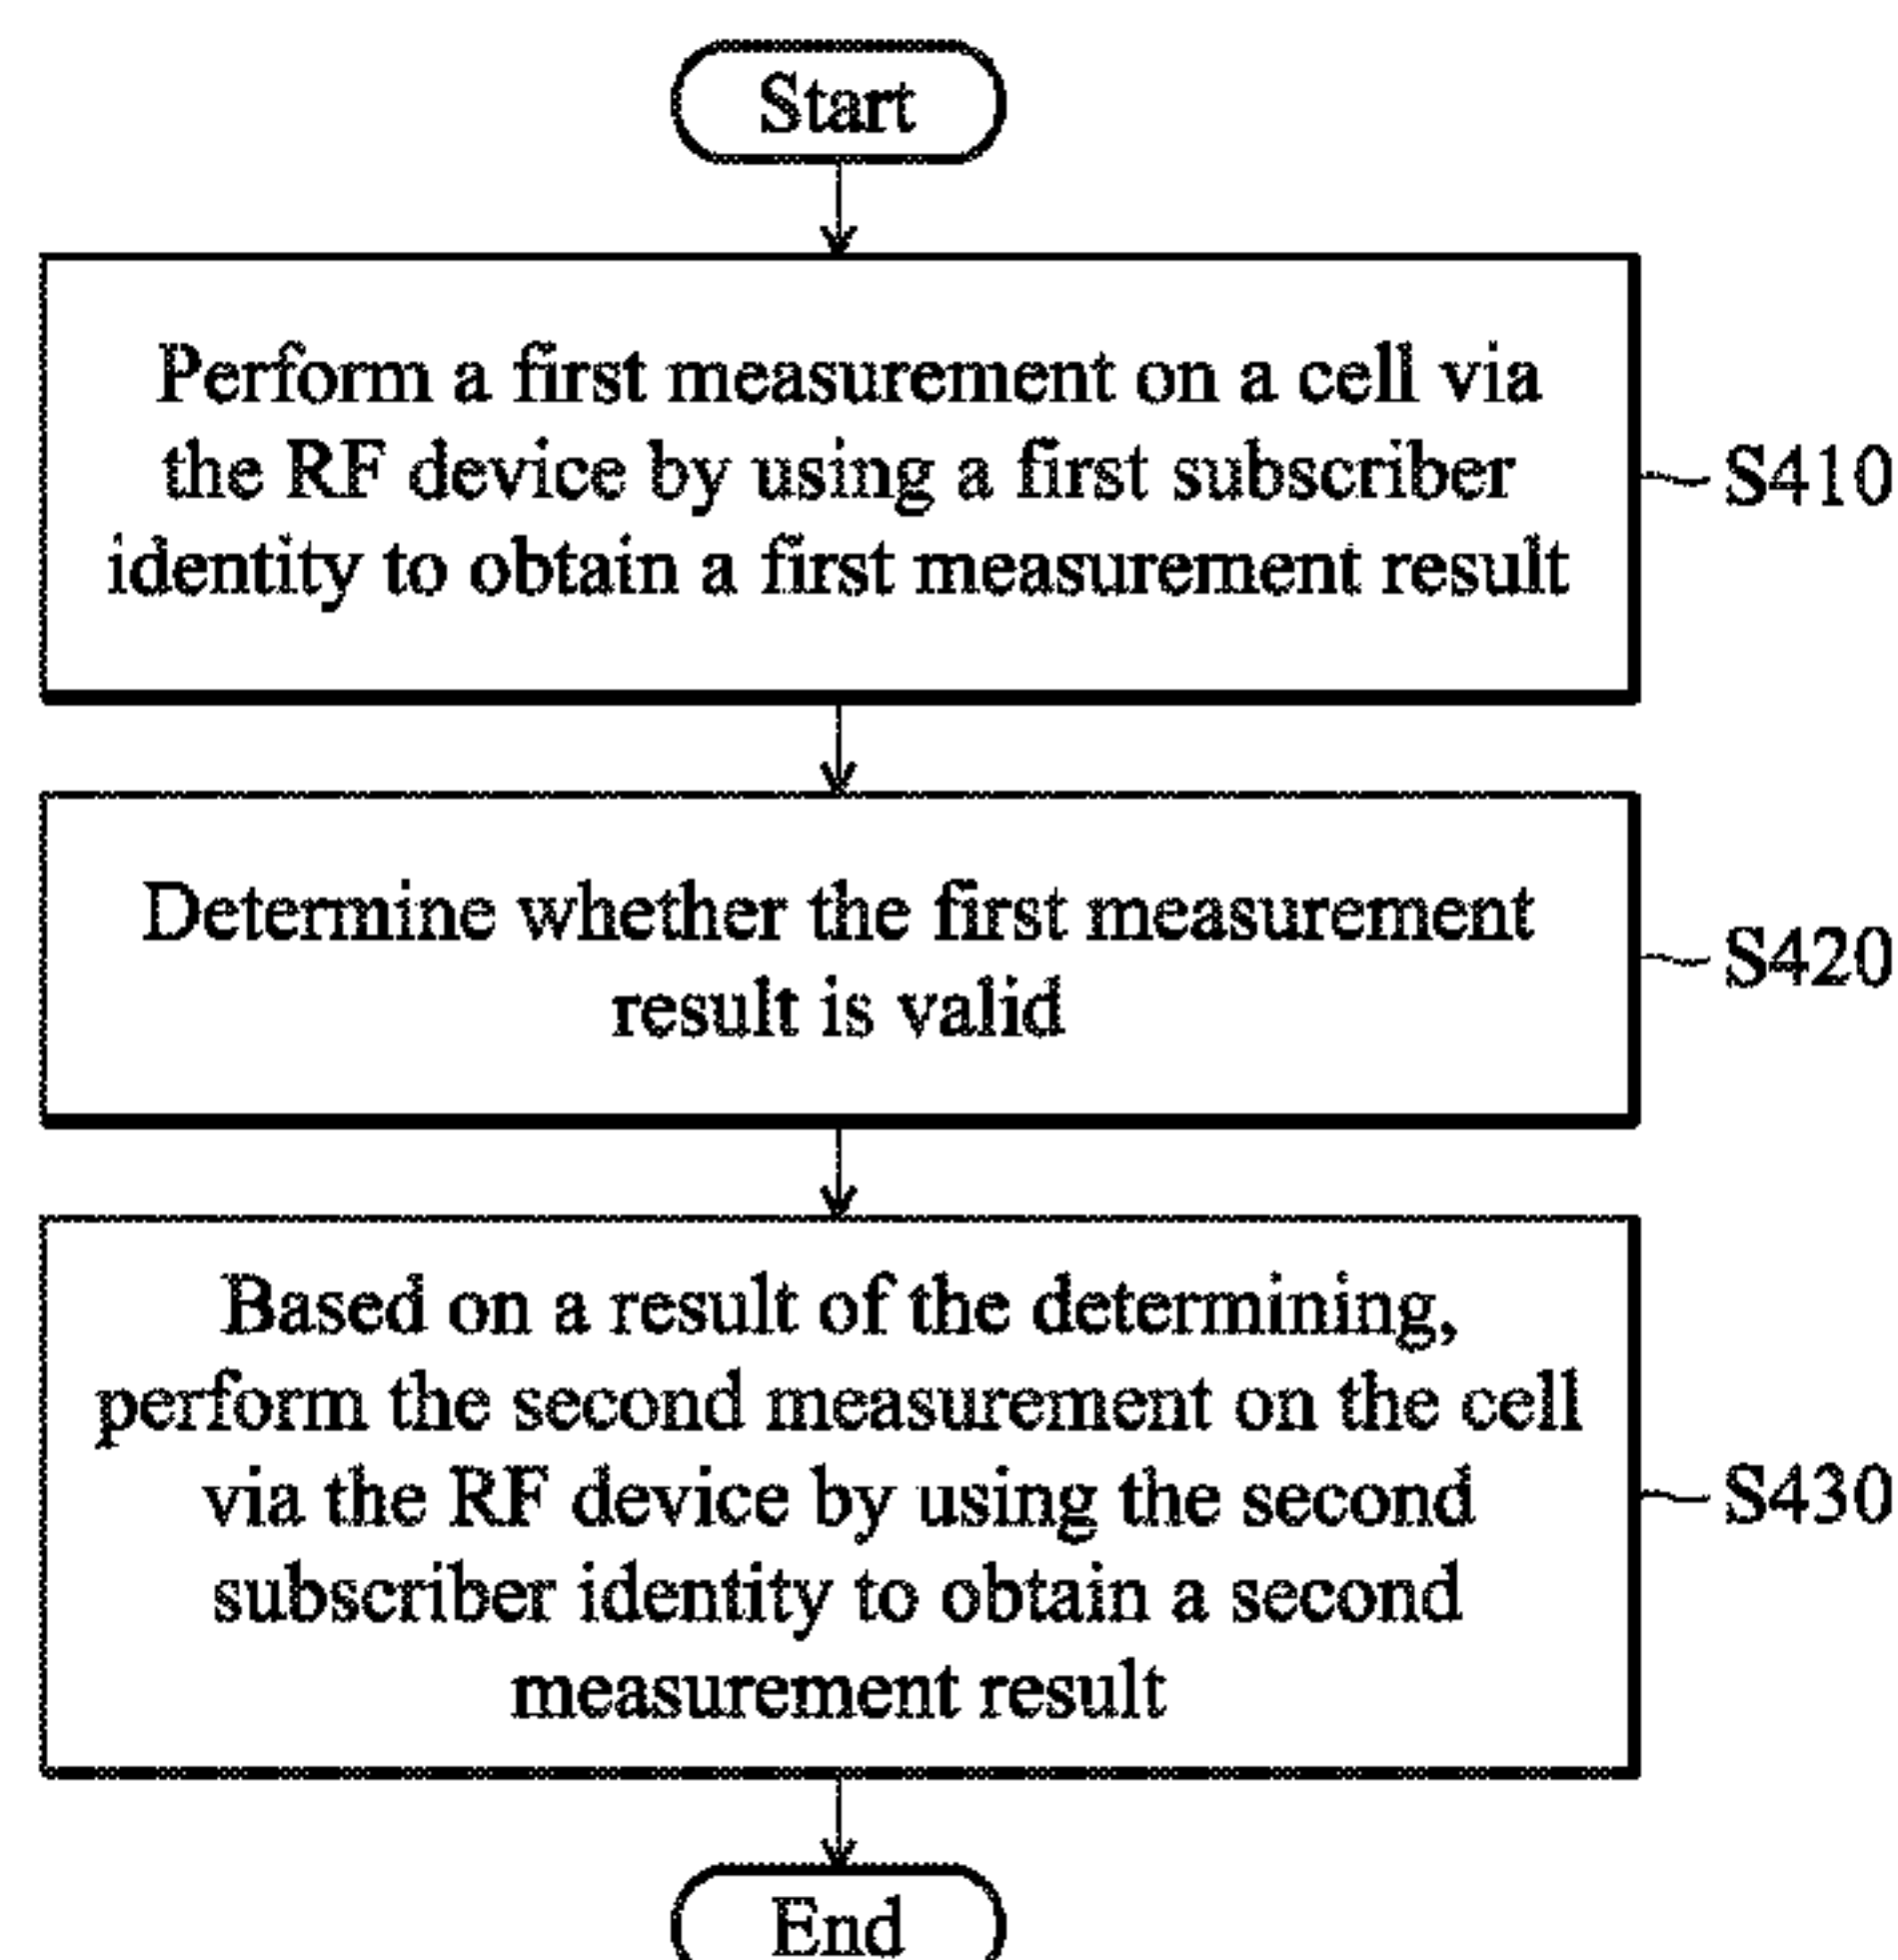 Start
Perform a first measurement on a cell via
the RF device by using a first subscriber
identity to obtain a first measurement result
S410
Determine whether the first measurement
result is valid
S420
Based on a result of the determining,
perform the second measurement on the cell
via the RF device by using the second
subscriber identity to obtain a second
measurement result
S430
End